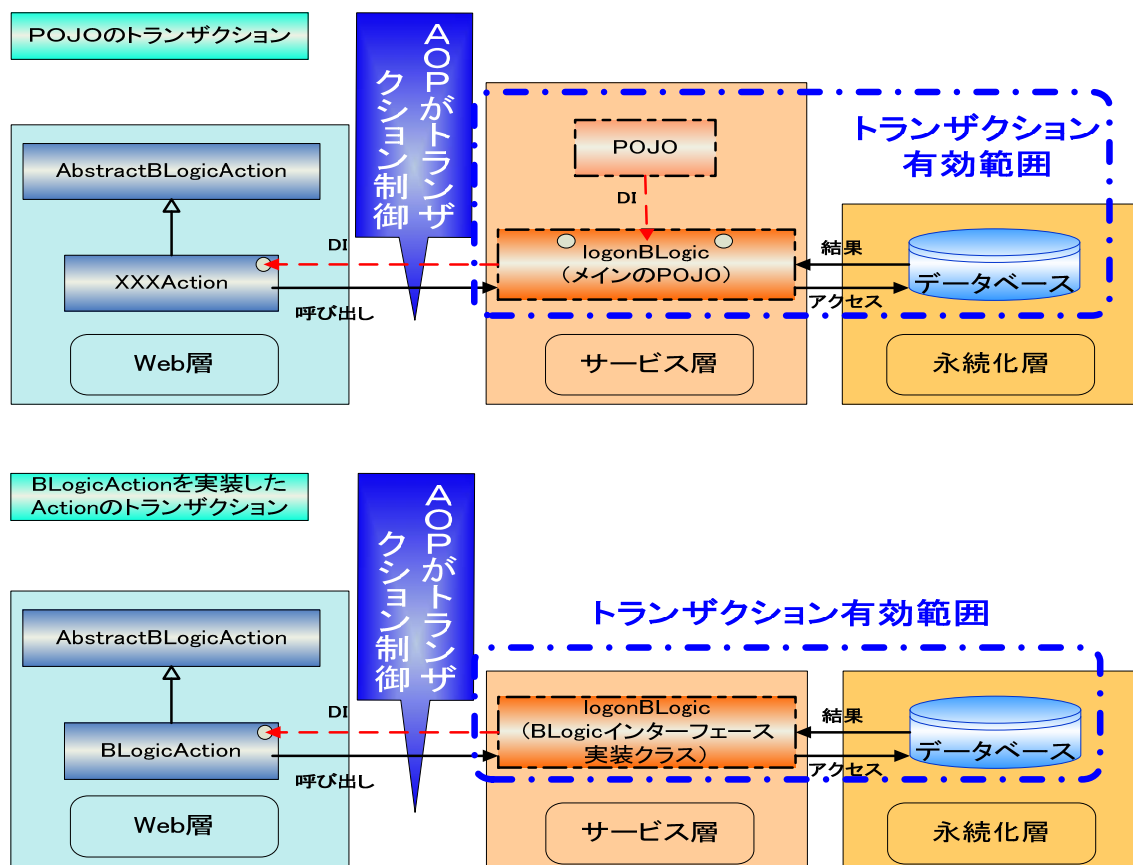 POJOのトランザクション
AOPがトランザ
クション制御
トランザクション
有効範囲
POJO
AbstractBLogicAction
DI
DI
logonBLogic
(メインのPOJO)
結果
XXXAction
データベース
呼び出し
アクセス
Web層
サービス層
永続化層
BLogicActionを実装した
Actionのトランザクション
AOPがトランザ
クション制御
トランザクション有効範囲
AbstractBLogicAction
DI
logonBLogic
(BLogicインターフェース
実装クラス)
結果
BLogicAction
データベース
呼び出し
アクセス
Web層
サービス層
永続化層